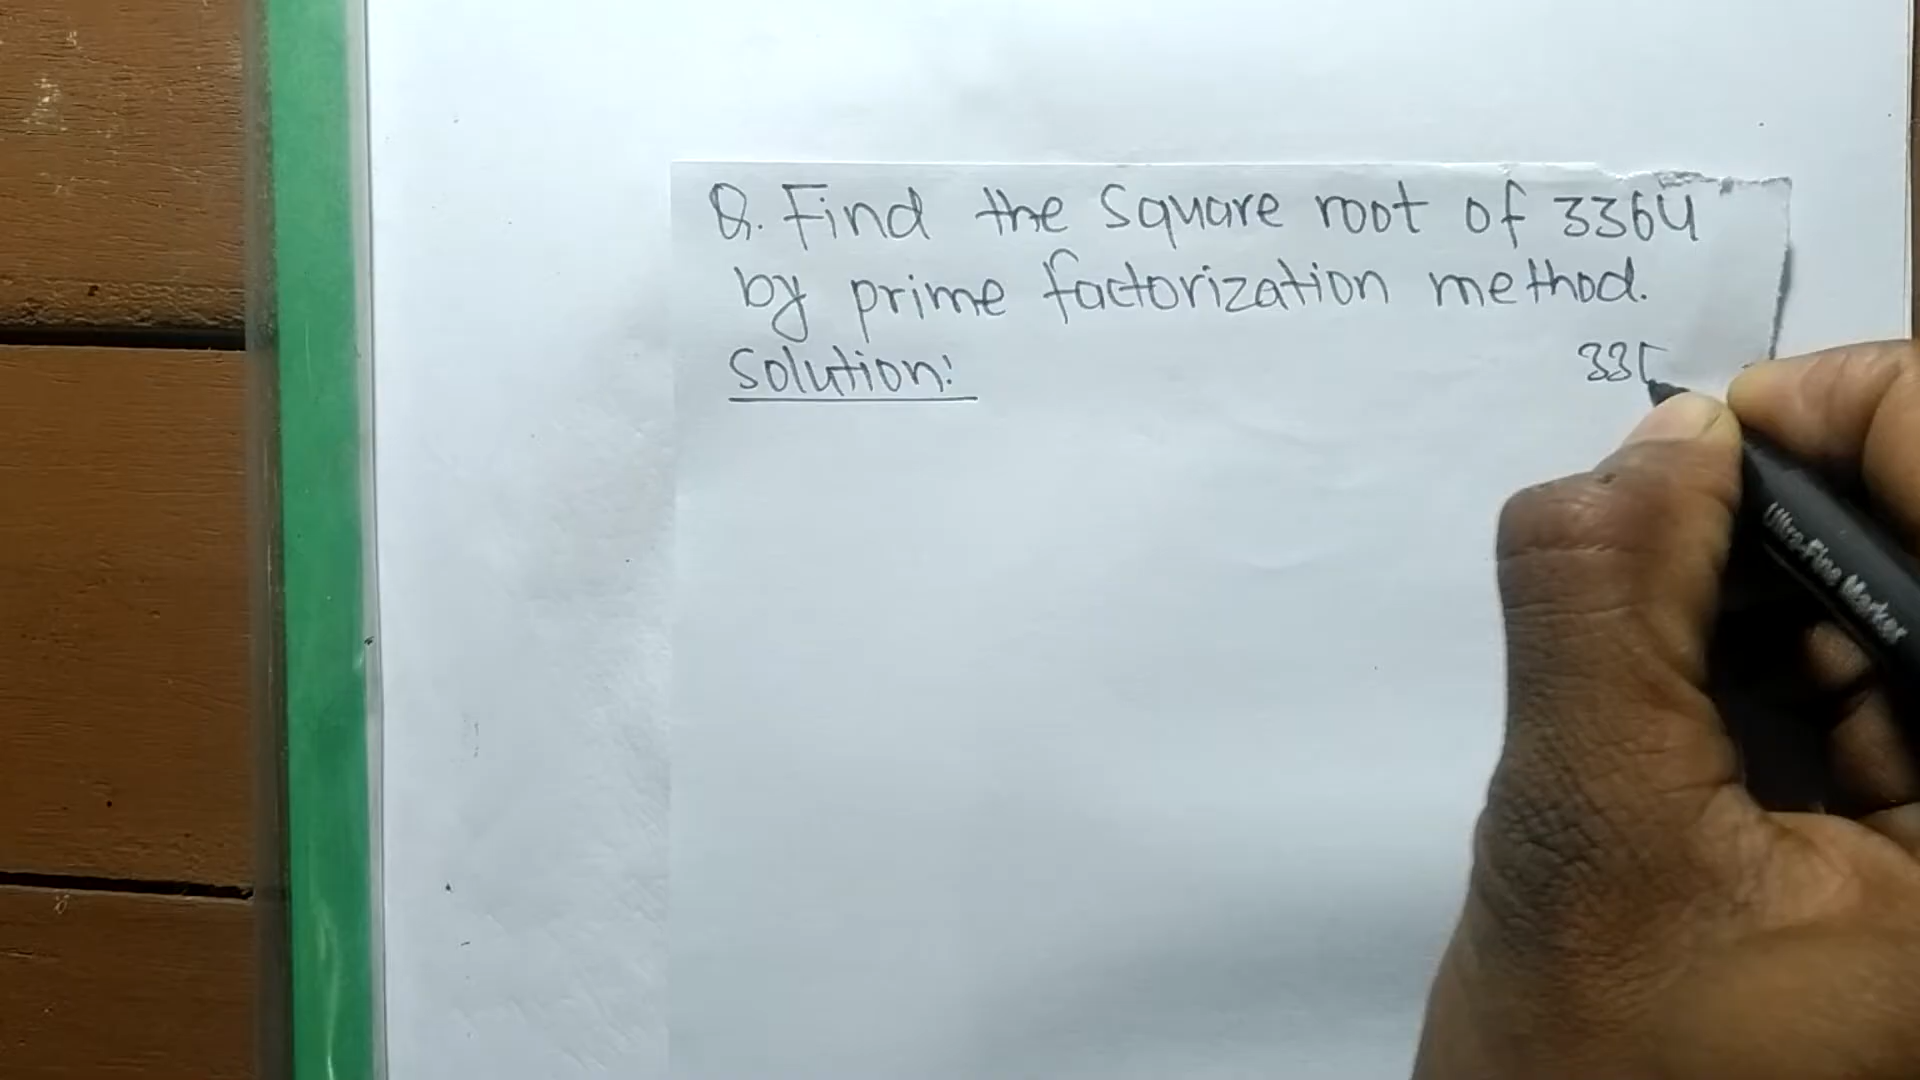 Q. Find the square root of 3364
by prime factorization method.
Solution:
33
Ultra-Fine Marker